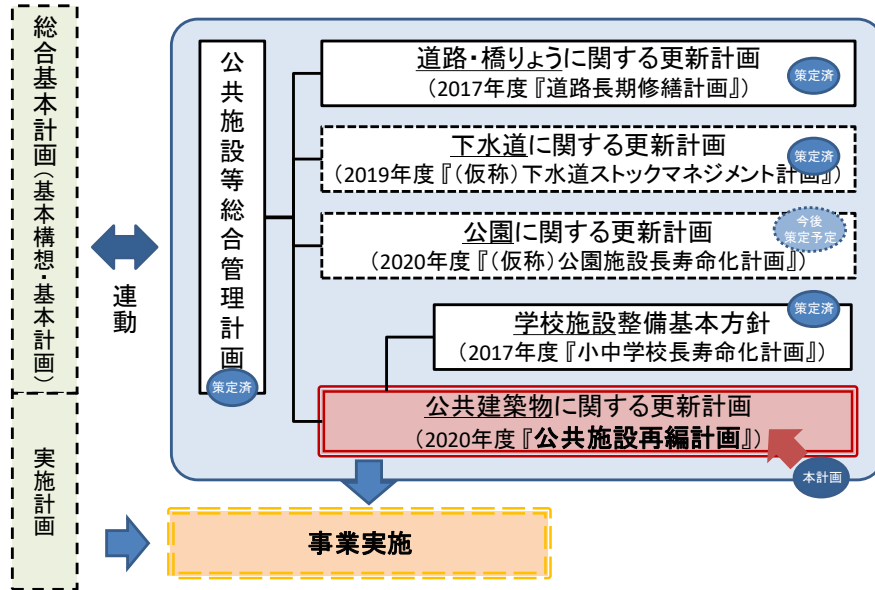 総合基本計画（基本構想・基本計画）
実施計画
連動
公共施設等総合管理計画
策定済
道路・橋りょうに関する更新計画
（2017年度『道路長期修繕計画』）
策定済
下水道に関する更新計画
（2019年度『（仮称）下水道ストックマネジメント計画』）
策定済
公園に関する更新計画
（2020年度『（仮称）公園施設長寿命化計画』）
今後
策定予定
学校施設整備基本方針
（2017年度『小中学校長寿命化計画』）
策定済
公共建築物に関する更新計画
（2020年度『公共施設再編計画』）
本計画
事業実施